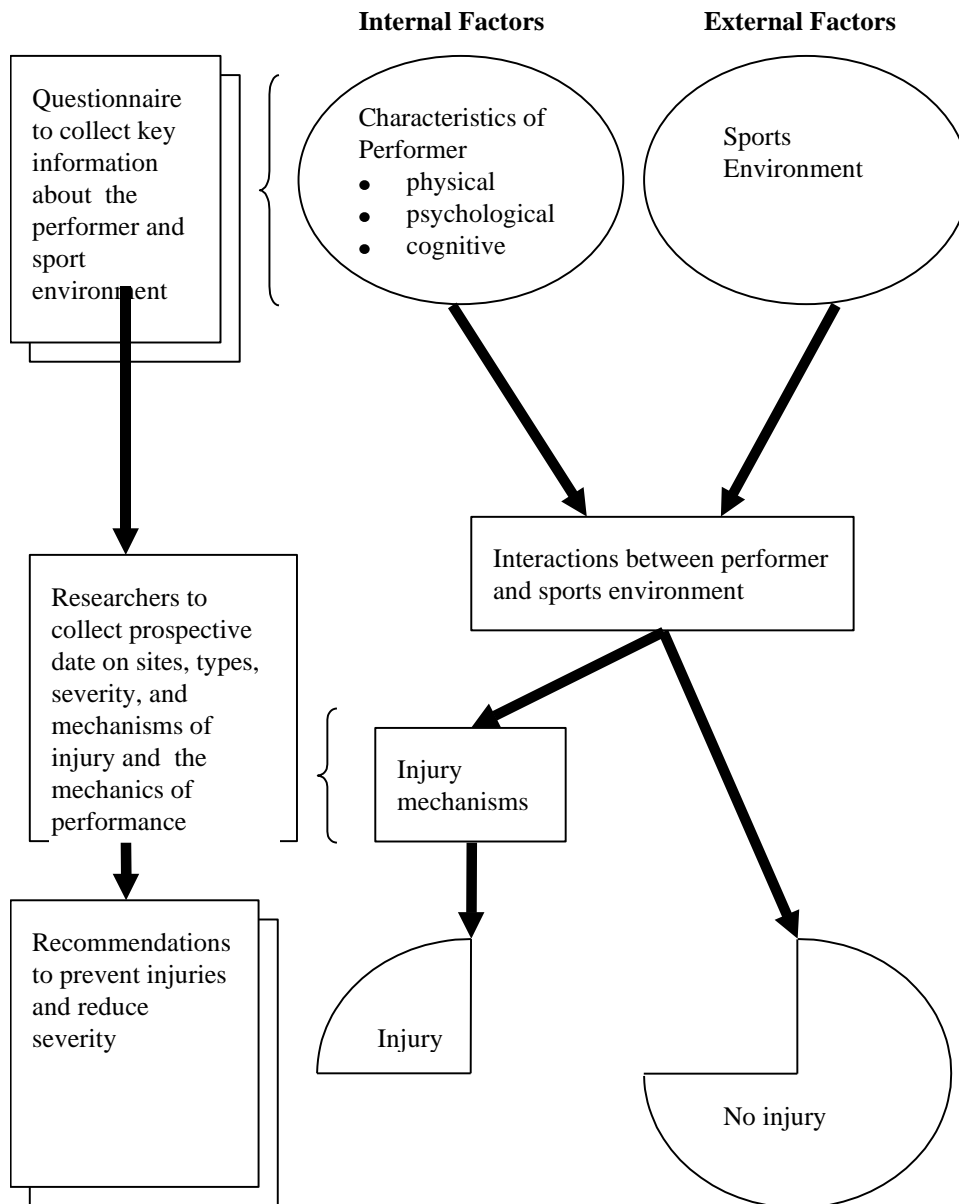 Internal Factors
External Factors
Questionnaire
to collect key
information
about the
performer and
sport
environment
Characteristics of
Performer
● physical
● psychological
● cognitive
Sports
Environment
Interactions between performer
and sports environment
Researchers to
collect prospective
date on sites, types,
severity, and
mechanisms of
injury and the
mechanics of
performance
Injury
mechanisms
Recommendations
to prevent injuries
and reduce
severity
Injury
No injury